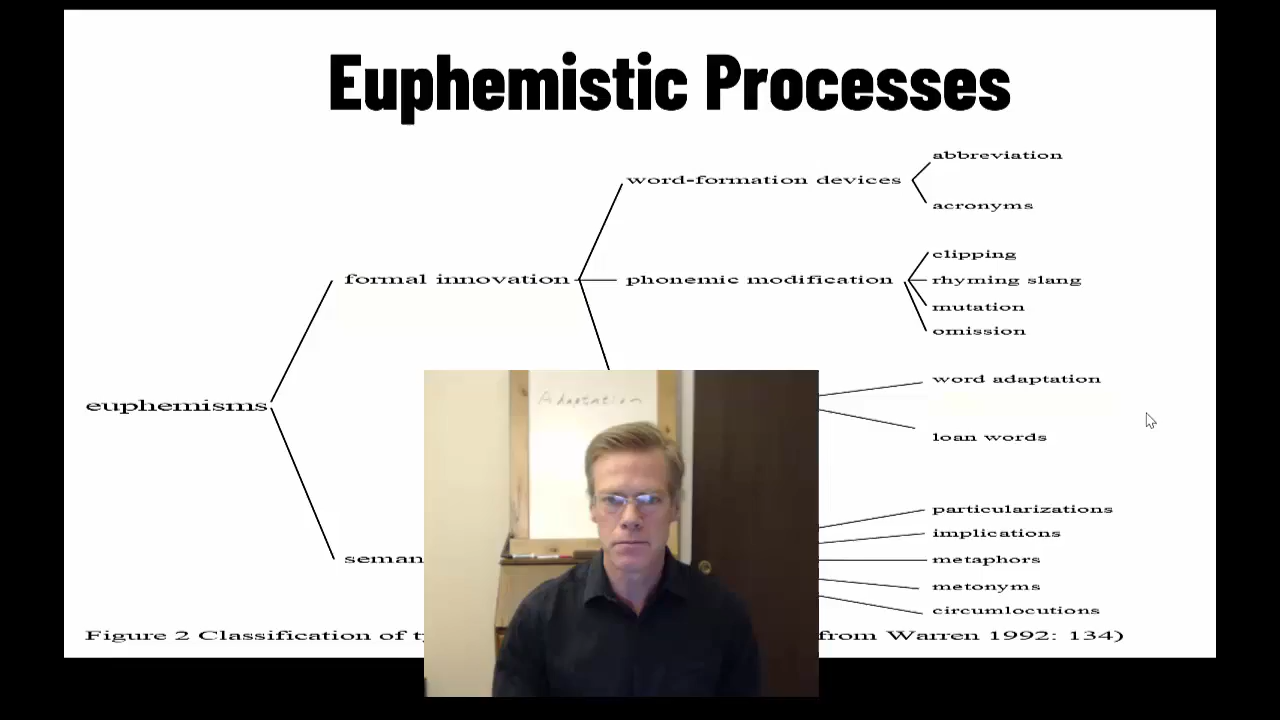 Euphemistic Processes
abbreviation
word-formation devices
acronyms
clipping
formal innovation
phonemic modification
rhyming slang
mutation
omission
word adaptation
Adaptation
euphemisms
loan words
particularizations
implications
seman
metaphors
metonyms
circumlocutions
Figure 2 Classification of from Warren 1992: 134)